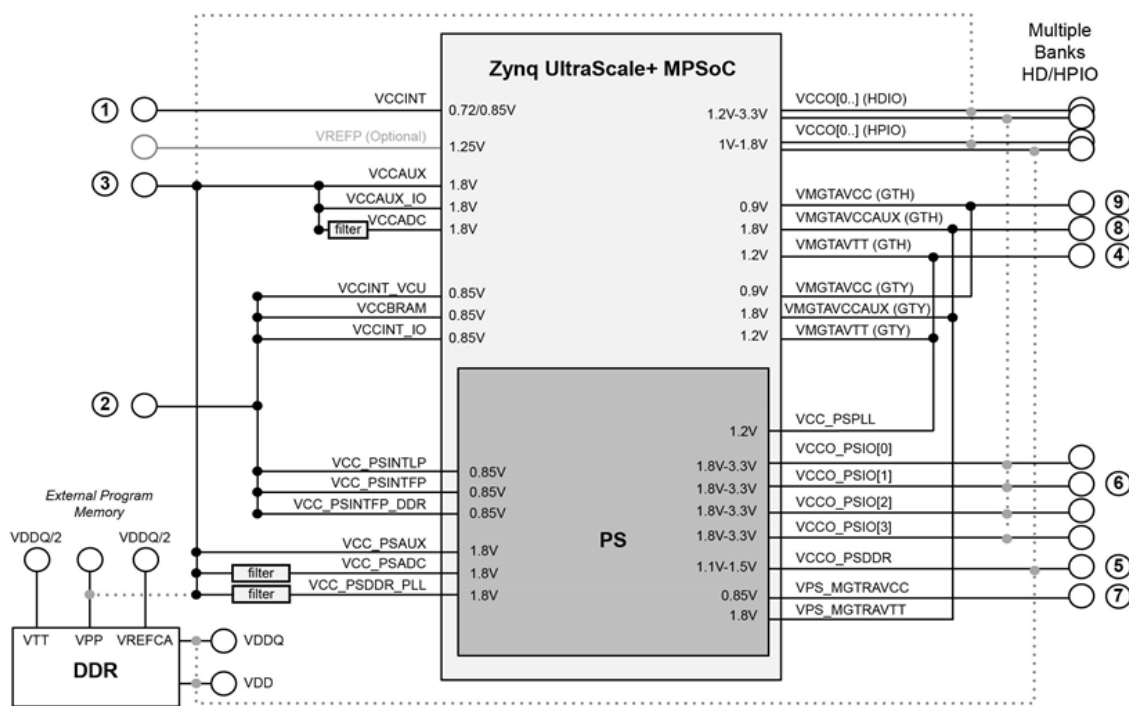 Multiple
Banks
HD/HPIO
Zynq UltraScale+ MPSoC
1
VCCINT
0.72/0.85V
VREFP (Optional)
1.25V
3
VCCAUX
1.8V
VCCAUX_IO
1.8V
filter
VCCADC
1.8V
VCCINT_VCU
0.85V
VCCBRAM
0.85V
VCCINT_IO
0.85V
2
VCC_PSINTLP
0.85V
VCC_PSINTFP
0.85V
VCC_PSINTFP_DDR
0.85V
VCC_PSAUX
1.8V
filter
VCC_PSADC
1.8V
filter
VCC_PSDDR_PLL
1.8V
PS
1.2V-3.3V
VCCO[0..] (HDIO)
1V-1.8V
VCCO[0..] (HPIO)
0.9V
VMGTAVCC (GTH)
9
1.8V
VMGTAVCCAUX (GTH)
8
1.2V
VMGTAVTT (GTH)
4
0.9V
VMGTAVCC (GTY)
1.8V
VMGTAVCCAUX (GTY)
1.2V
VMGTAVTT (GTY)
1.2V
VCC_PSPLL
1.8V-3.3V
VCCO_PSIO[0]
1.8V-3.3V
VCCO_PSIO[1]
6
1.8V-3.3V
VCCO_PSIO[2]
1.8V-3.3V
VCCO_PSIO[3]
1.1V-1.5V
VCCO_PSDDR
5
0.85V
VPS_MGTRAVCC
7
1.8V
VPS_MGTRAVTT
External Program
Memory
VDDQ/2
VDDQ/2
VTT
VPP
VREFCA
DDR
VDDQ
VDD